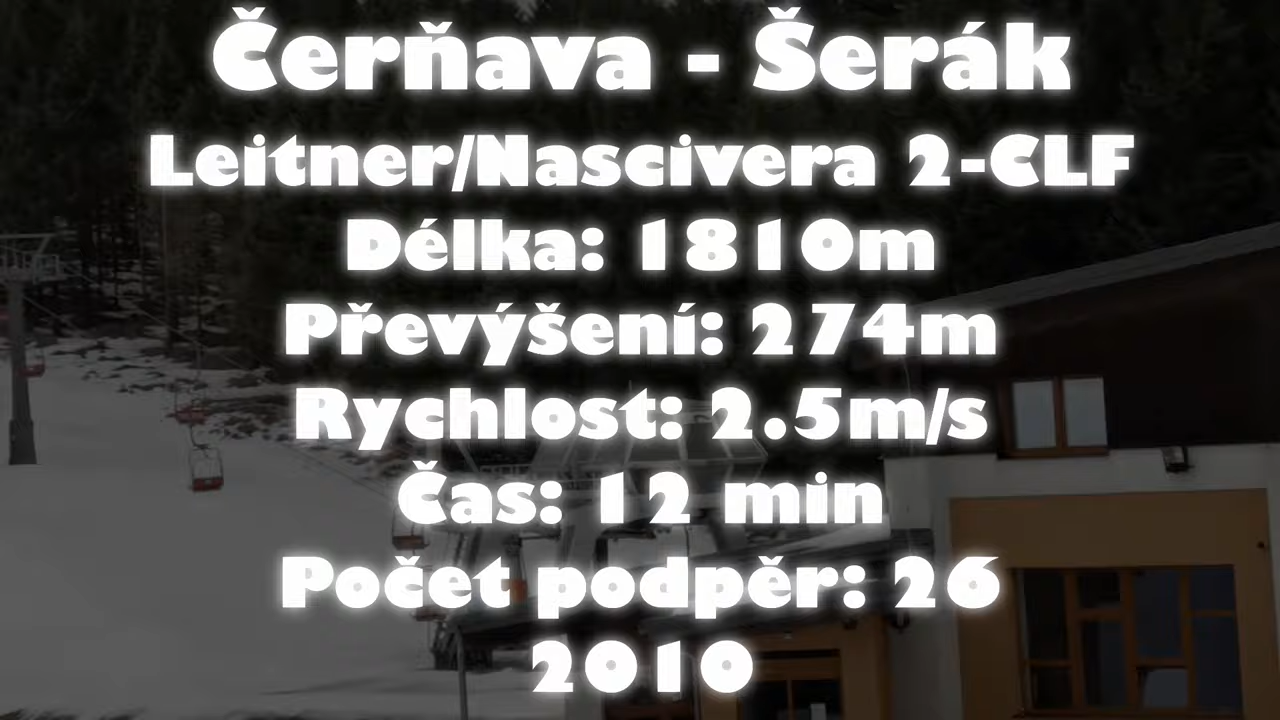 Čerňava - Šerák
Leitner/Nascivera 2-CLF
Délka: 1810m
Převýšení: 274m
Rychlost: 2.5m/s
Čas: 12 min
Počet podpěr: 26
2010